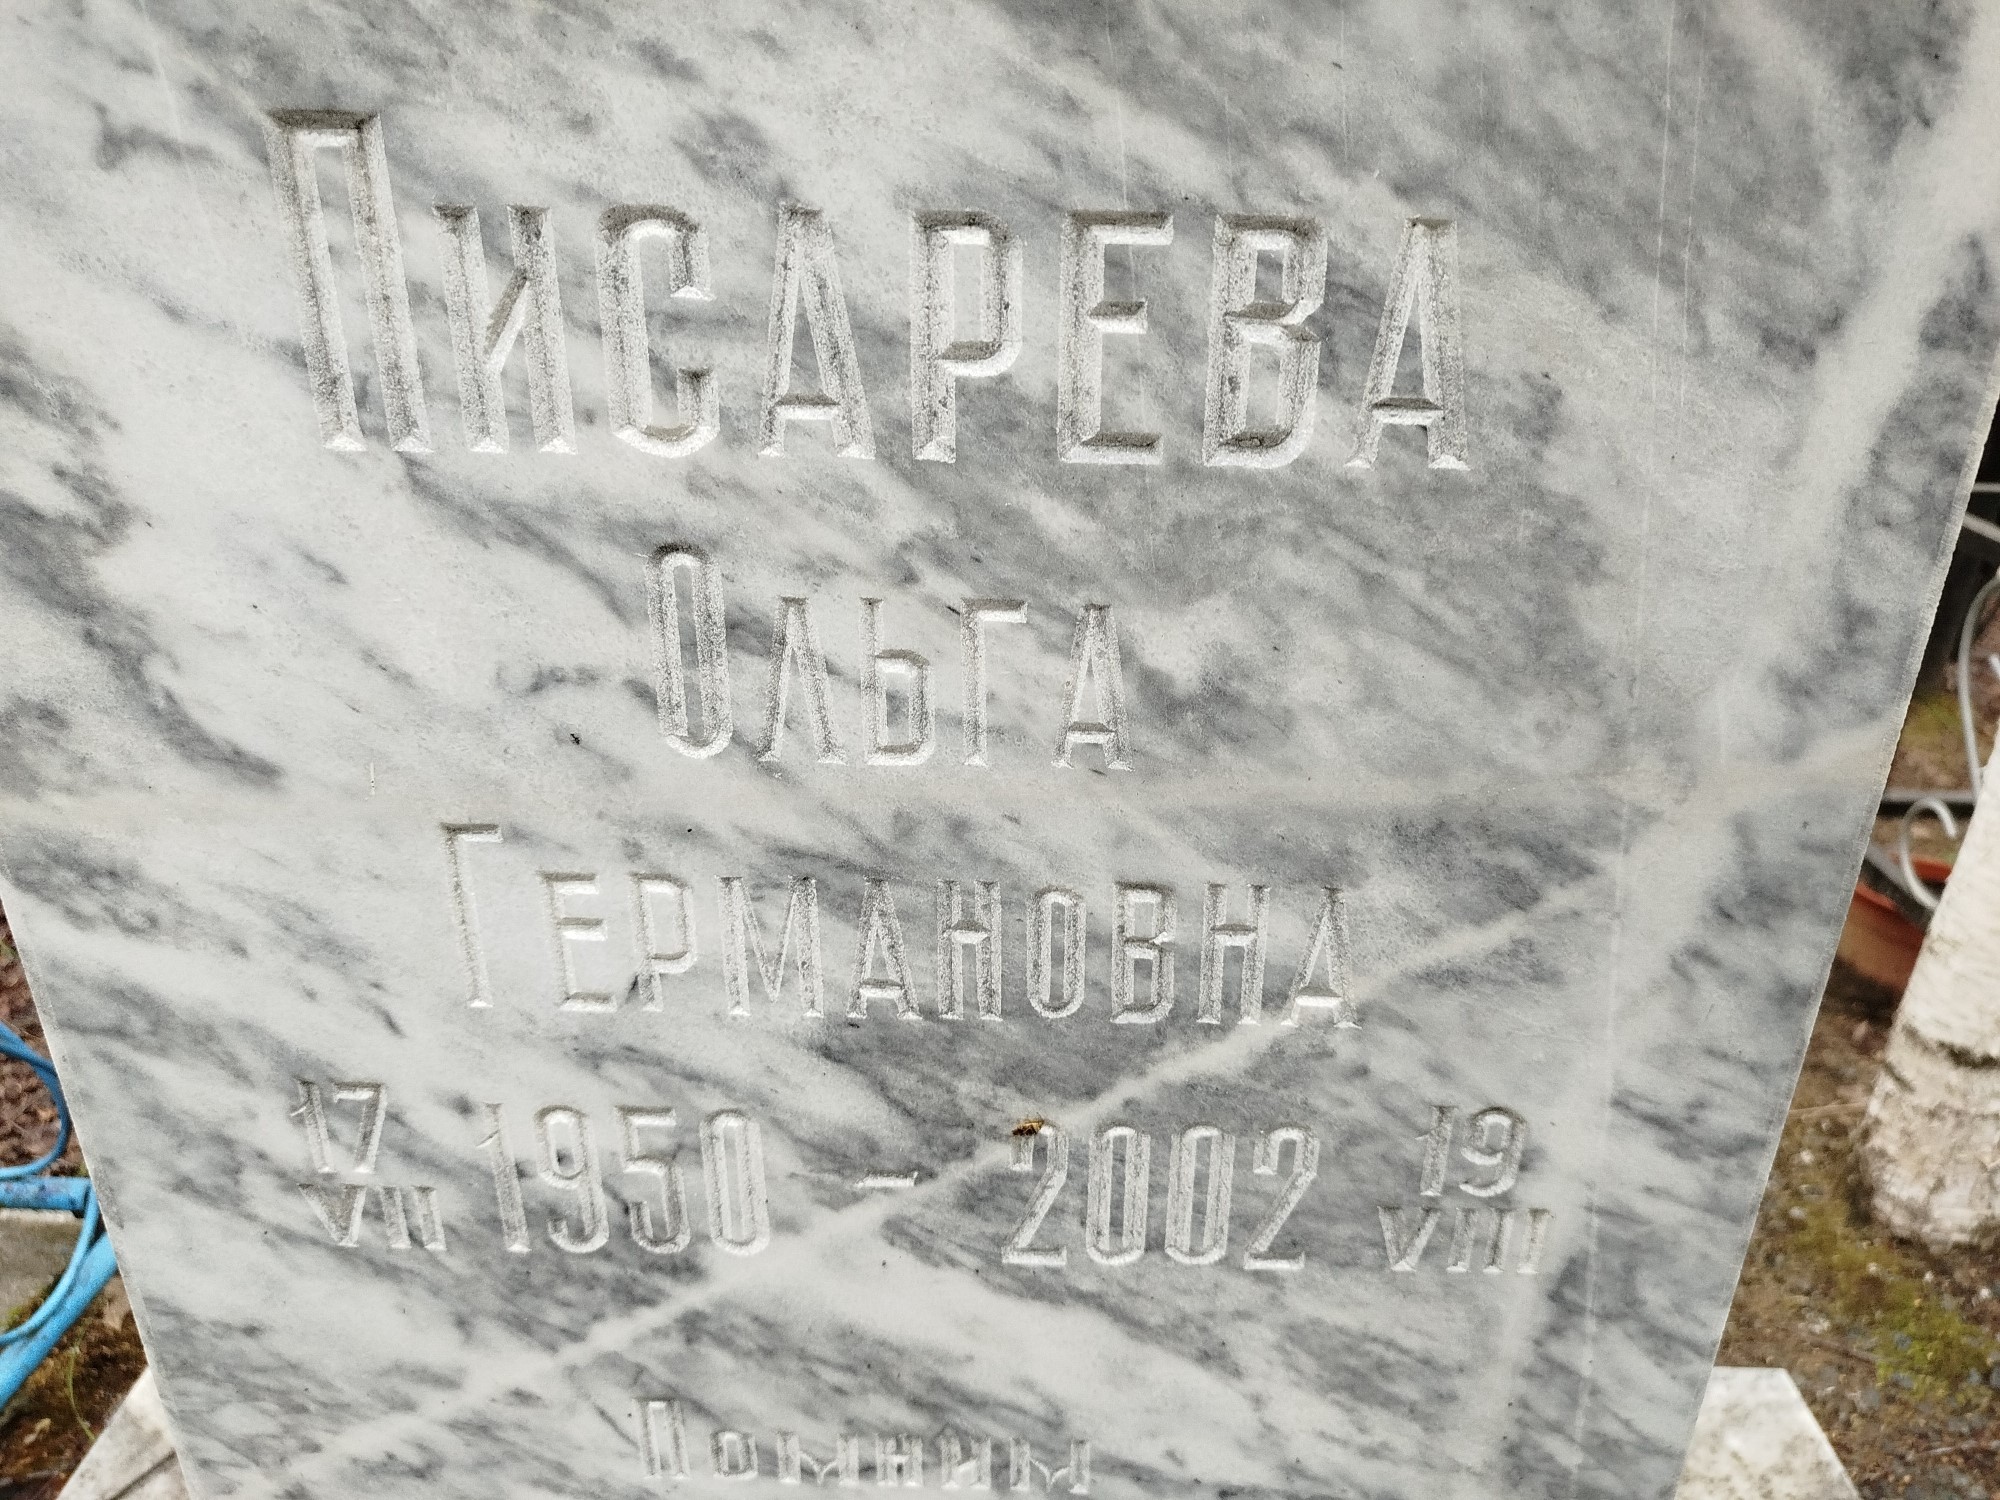 Писарева
Ольга
Германовна
17 VII 1950 – 2002 19 VIII
Помним